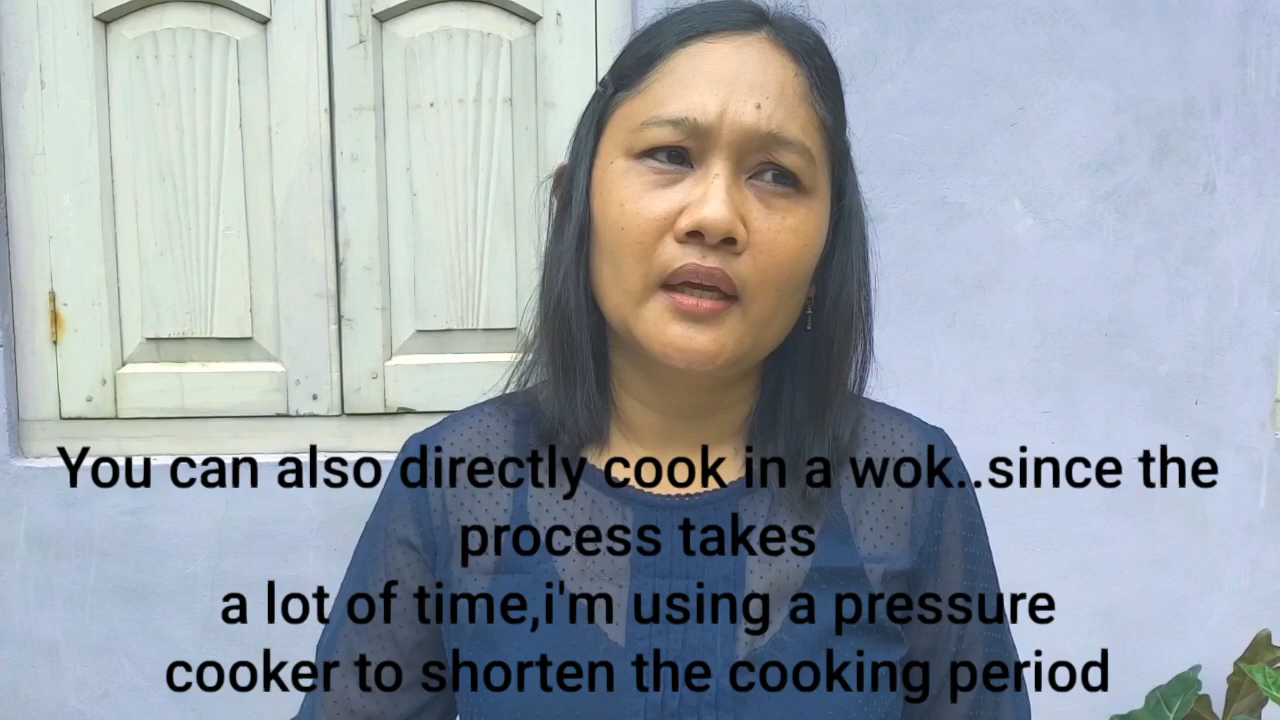 You can also directly cook in a wok..since the
process takes
a lot of time,i'm using a pressure
cooker to shorten the cooking period